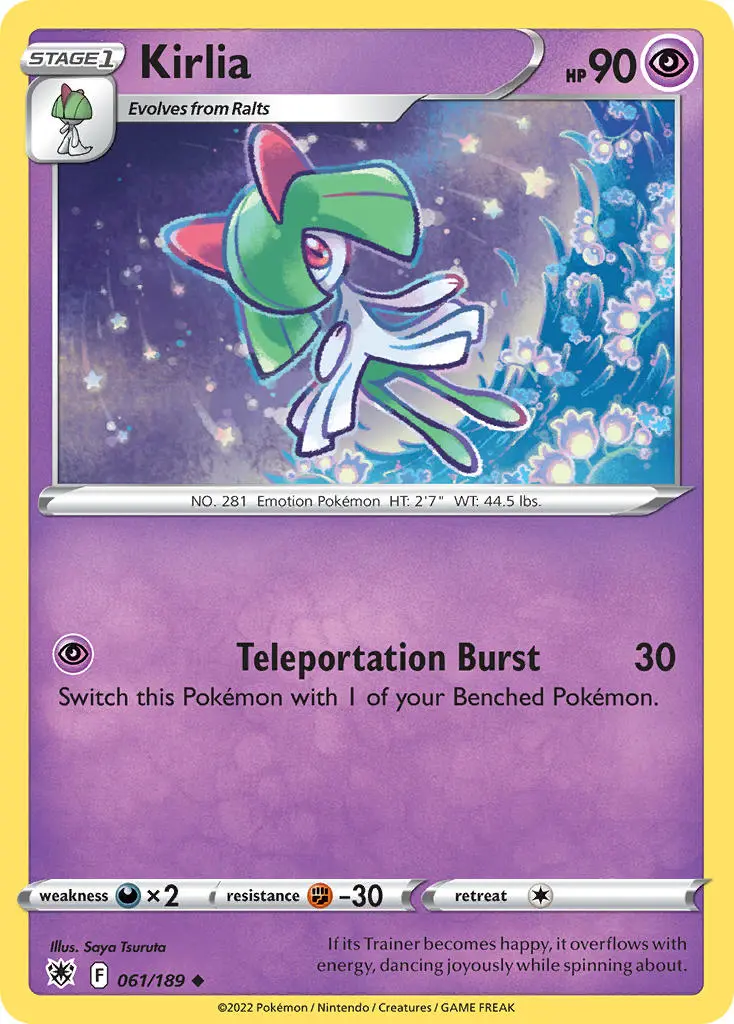 STAGE1
Kirlia
HP90
Evolves from Ralts
NO. 281 Emotion Pokémon HT: 2'7" WT: 44.5 lbs.
Teleportation Burst 30
Switch this Pokémon with 1 of your Benched Pokémon.
weakness ×2 resistance -30 retreat
Illus. Saya Tsuruta
If its Trainer becomes happy, it overflows with
energy, dancing joyously while spinning about.
F 061/189
©2022 Pokémon / Nintendo / Creatures / GAME FREAK